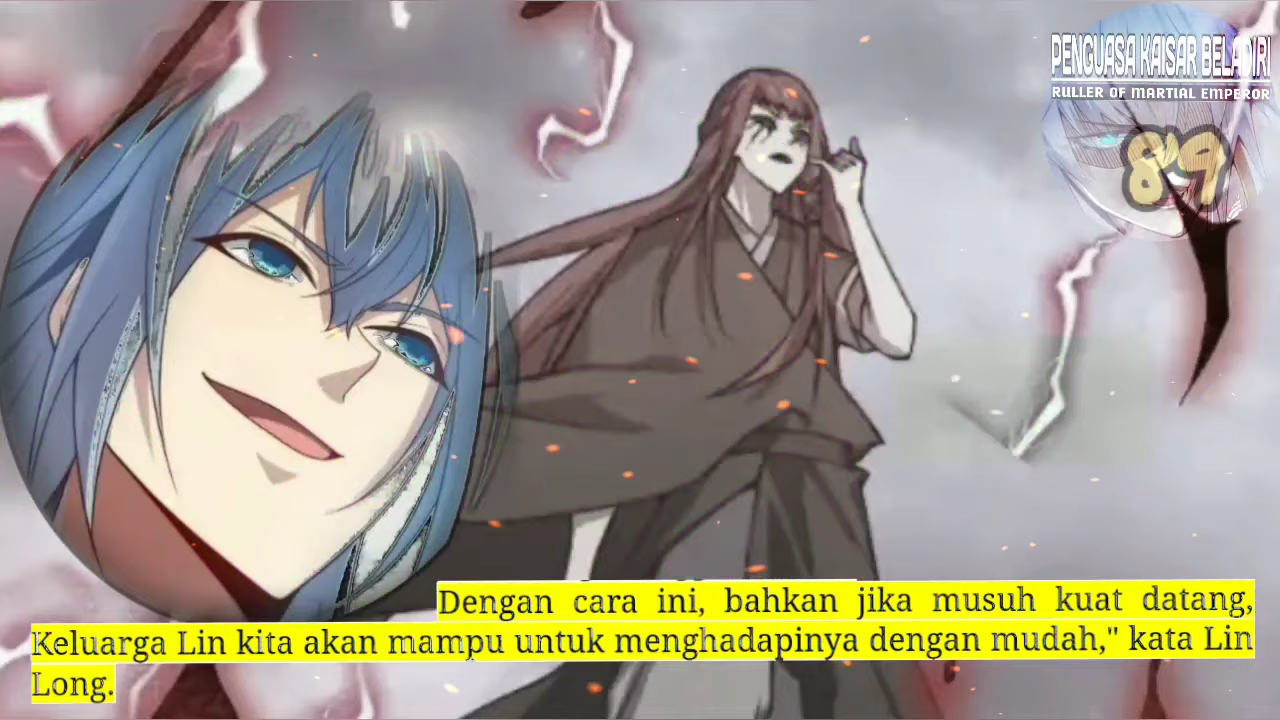 PENGUASA KAISAR BELADIRI
RULLER OF MARTIAL EMPEROR
89
Dengan cara ini, bahkan jika musuh kuat datang,
Keluarga Lin kita akan mampu untuk menghadapinya dengan mudah," kata Lin
Long.